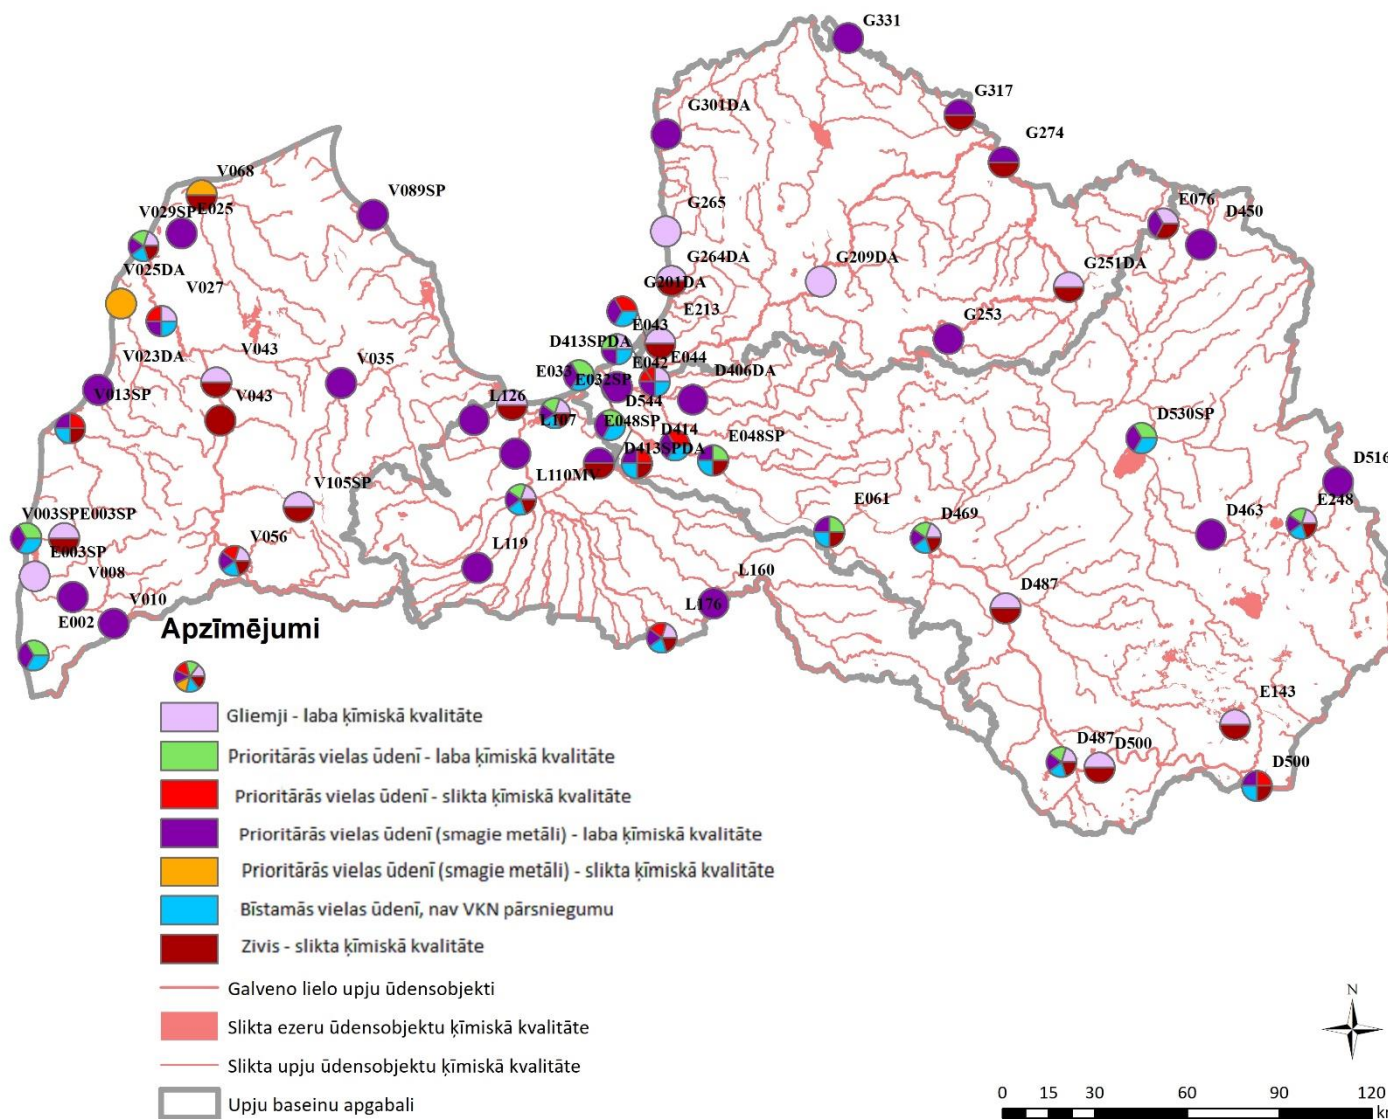 G331
G317
G301DA
G274
V068
V089SP
V029SP
E025
G265
E076
D450
V025DA
V027
G264DA
G209DA
G251DA
G201DA
E213
E043
G253
V023DA
V043
V035
D413SPDA
E042
E044
E033
E032SP
D406DA
V013SP
V043
L126
D544
L107
E048SP
D414
E048SP
D530SP
D413SPDA
L110MV
V105SP
D516
E248
V003SP
E003SP
E003SP
V056
E061
D469
D463
V008
L119
L160
L176
D487
V010
E002
E143
D487
D500
D500
Apzīmējumi
Gliemji - laba ķīmiskā kvalitāte
Prioritārās vielas ūdenī - laba ķīmiskā kvalitāte
Prioritārās vielas ūdenī - slikta ķīmiskā kvalitāte
Prioritārās vielas ūdenī (smagie metāli) - laba ķīmiskā kvalitāte
Prioritārās vielas ūdenī (smagie metāli) - slikta ķīmiskā kvalitāte
Bīstamās vielas ūdenī, nav VKN pārsniegumu
Zivis - slikta ķīmiskā kvalitāte
Galveno lielo upju ūdensobjekti
Slikta ezeru ūdensobjektu ķīmiskā kvalitāte
Slikta upju ūdensobjektu ķīmiskā kvalitāte
Upju baseinu apgabali
N
0 15 30 60 90 120